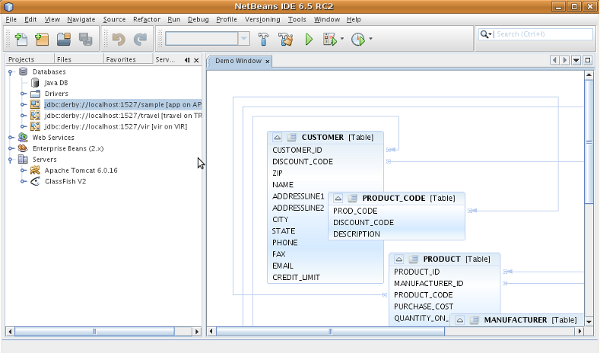 NetBeans IDE 6.5 RC2
File Edit View Navigate Source Refactor Run Debug Profile Versioning Tools Window Help
Search (Ctrl+I)
Projects Files Favorites Serv...
Demo Window
Databases
Java DB
Drivers
jdbc:derby://localhost:1527/sample [app on AP
jdbc:derby://localhost:1527/travel [travel on TR
jdbc:derby://localhost:1527/vir [vir on VIR]
Web Services
Enterprise Beans (2.x)
Servers
Apache Tomcat 6.0.16
GlassFish V2
CUSTOMER [Table]
CUSTOMER_ID
DISCOUNT_CODE
ZIP
NAME
ADDRESSLINE1
ADDRESSLINE2
CITY
STATE
PHONE
FAX
EMAIL
CREDIT_LIMIT
PRODUCT_CODE [Table]
PROD_CODE
DISCOUNT_CODE
DESCRIPTION
PRODUCT [Table]
PRODUCT_ID
MANUFACTURER_ID
PRODUCT_CODE
PURCHASE_COST
QUANTITY_ON_
MANUFACTURER [Table]